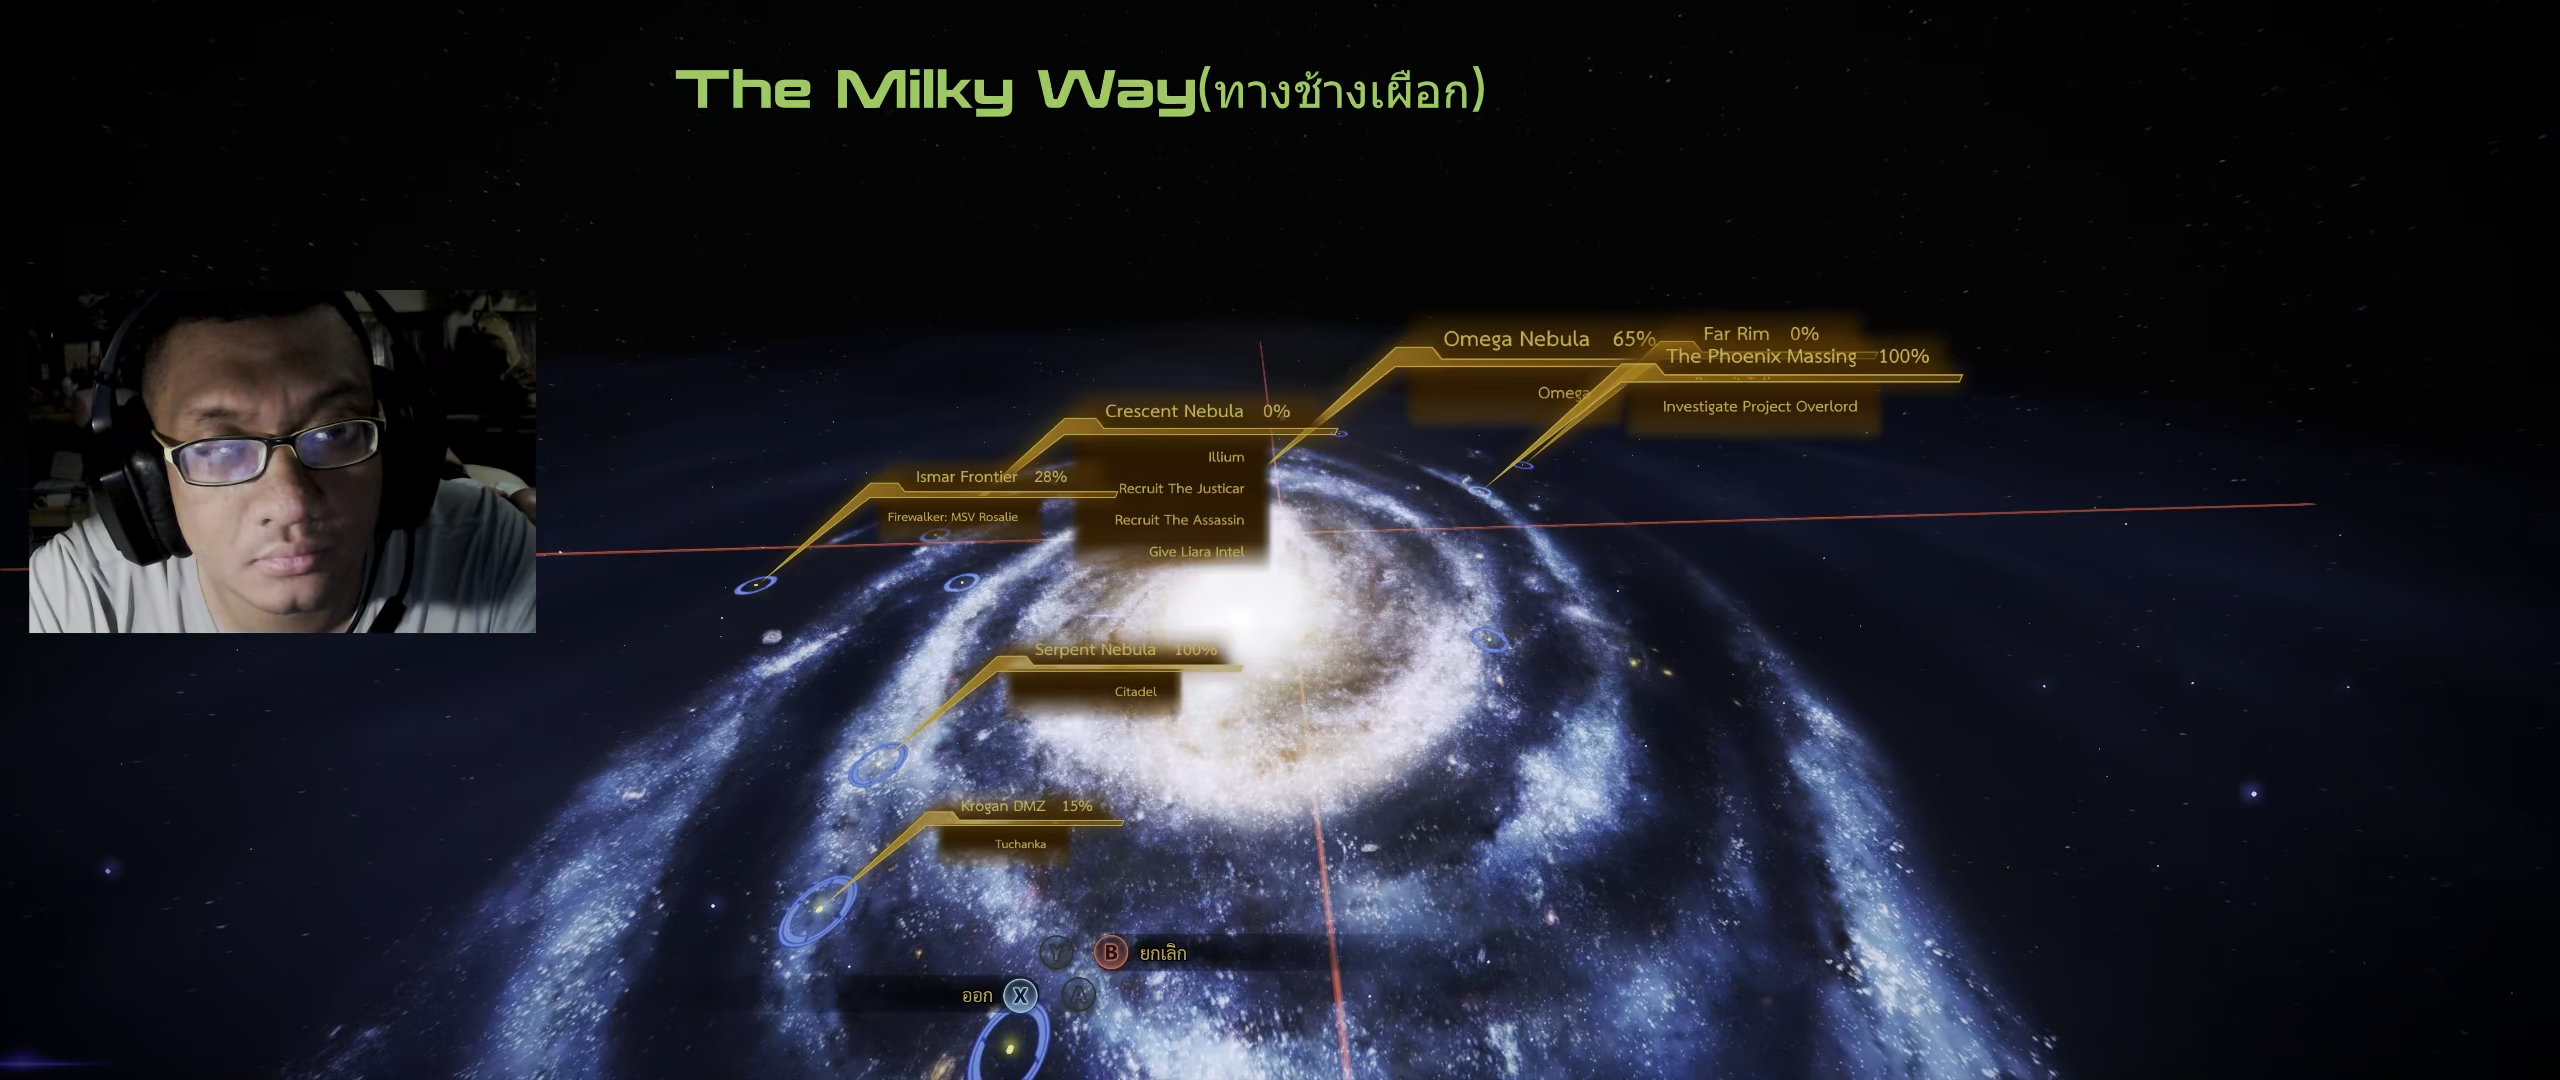 The Milky Way(ทางช้างเผือก)
Omega Nebula 65%
Omega
Far Rim 0%
The Phoenix Massing 100%
Investigate Project Overlord
Crescent Nebula 0%
Illium
Recruit The Justicar
Recruit The Assassin
Give Liara Intel
Ismar Frontier 28%
Firewalker: MSV Rosalie
Serpent Nebula 100%
Citadel
Krogan DMZ 15%
Tuchanka
Y B ยกเลิก
ออก X A